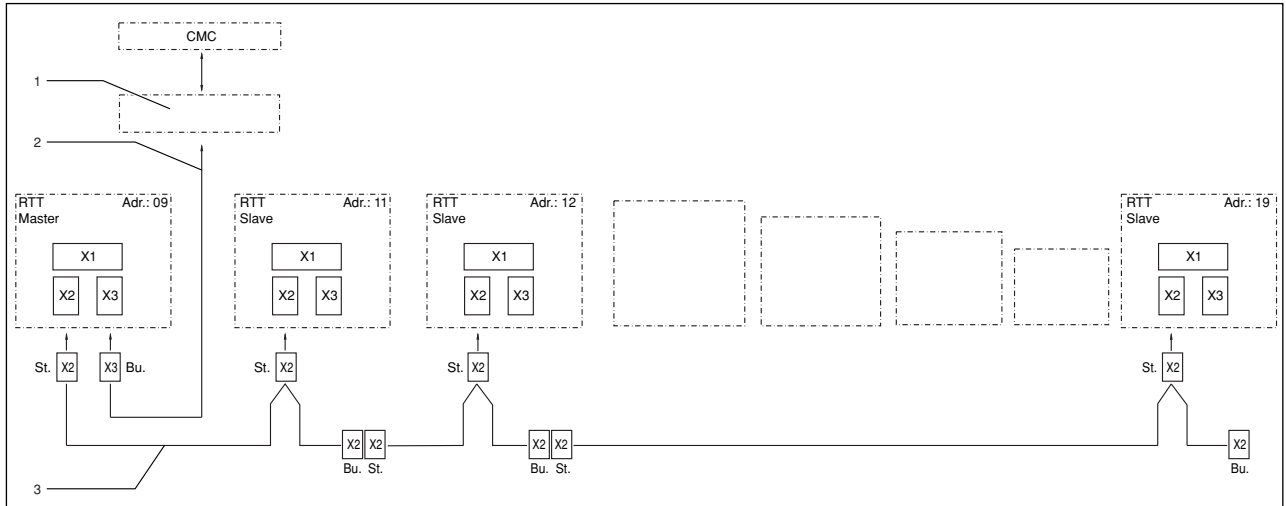 CMC
1
2
RTT Adr.: 09
Master
X1
X2 X3
RTT Adr.: 11
Slave
X1
X2 X3
RTT Adr.: 12
Slave
X1
X2 X3
RTT Adr.: 19
Slave
X1
X2 X3
St. X2 X3 Bu.
St. X2
St. X2
St. X2
X2 X2
Bu. St.
X2 X2
Bu. St.
X2
Bu.
3